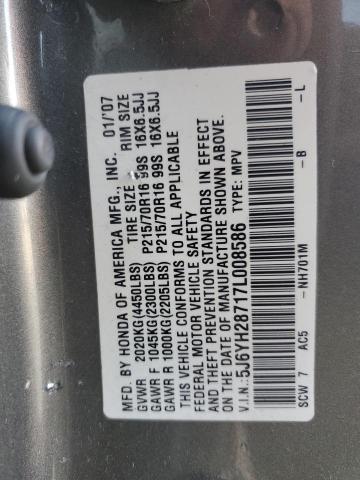 MFD. BY HONDA OF AMERICA MFG., INC. 01/'07
TIRE SIZE RIM SIZE
GVWR 2020KG(4450LBS)
GAWR F 1045KG(2300LBS) P215/70R16 99S 16X6.5JJ
GAWR R 1000KG(2205LBS) P215/70R16 99S 16X6.5JJ
THIS VEHICLE CONFORMS TO ALL APPLICABLE
FEDERAL MOTOR VEHICLE SAFETY
AND THEFT PREVENTION STANDARDS IN EFFECT
ON THE DATE OF MANUFACTURE SHOWN ABOVE.
V.I.N.:5J6YH28717L008586 TYPE: MPV
SCW 7 AC5 - NH701M - B - L